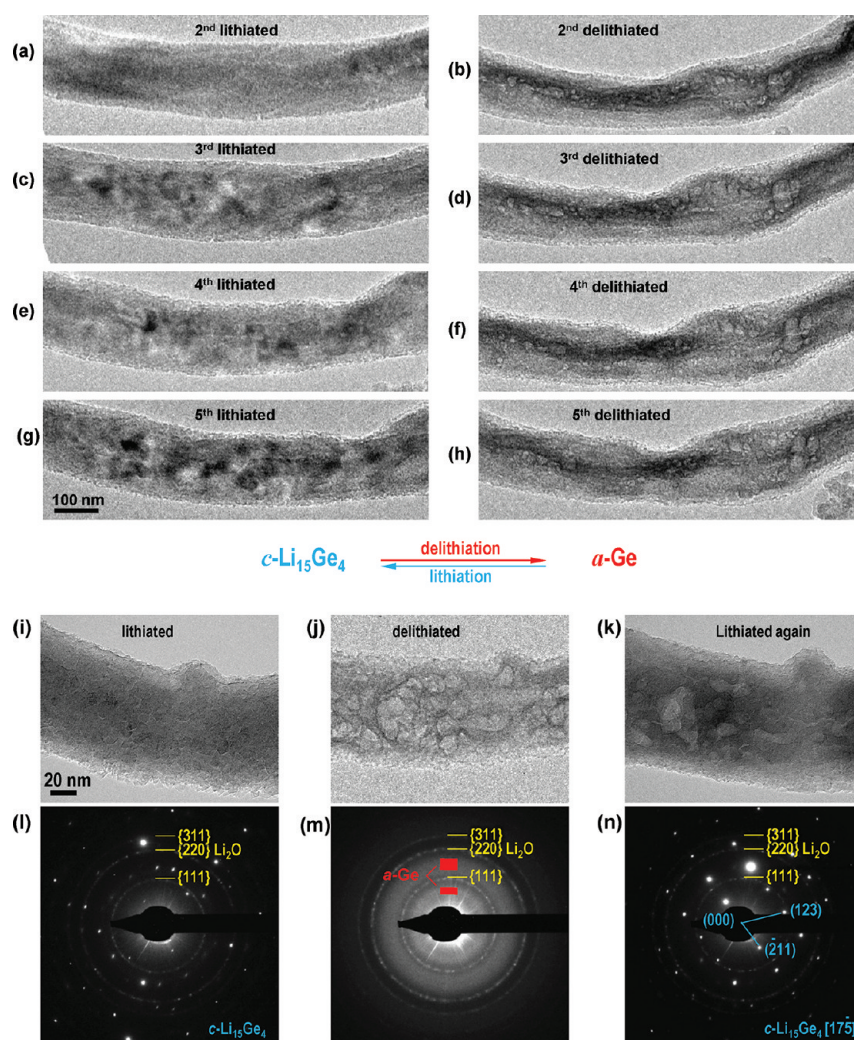 2nd lithiated
2nd delithiated
(a)
(b)
3rd lithiated
3rd delithiated
(c)
(d)
4th lithiated
4th delithiated
(e)
(f)
5th lithiated
5th delithiated
(g)
(h)
100 nm
c-Li15Ge4
delithiation
lithiation
a-Ge
(i)
lithiated
(j)
delithiated
(k)
Lithiated again
20 nm
(l)
{311}
{220} Li2O
{111}
c-Li15Ge4
(m)
{311}
{220} Li2O
a-Ge
{111}
(n)
{311}
{220} Li2O
{111}
(000)
(123)
(2̄11)
c-Li15Ge4 [175̄]